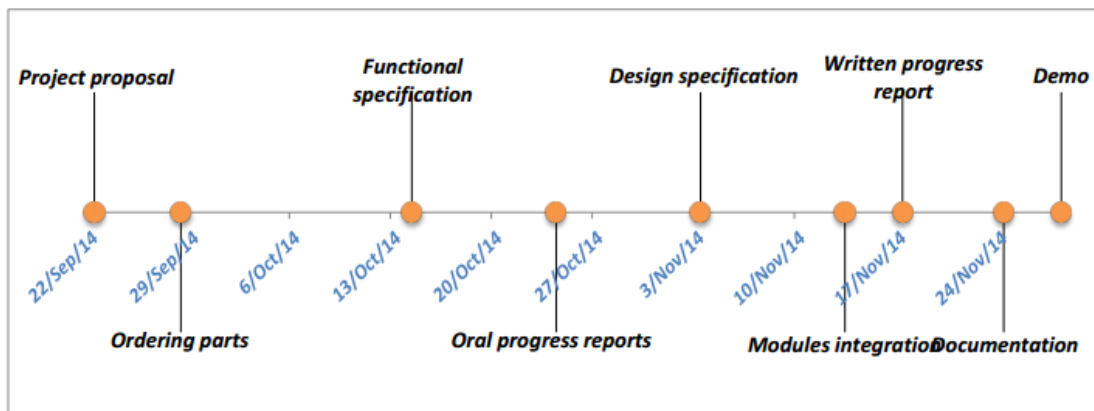 Project proposal
Functional
specification
Design specification
Written progress
report
Demo
22/Sep/14
29/Sep/14
6/Oct/14
13/Oct/14
20/Oct/14
27/Oct/14
3/Nov/14
10/Nov/14
17/Nov/14
24/Nov/14
Ordering parts
Oral progress reports
Modules integration
Documentation